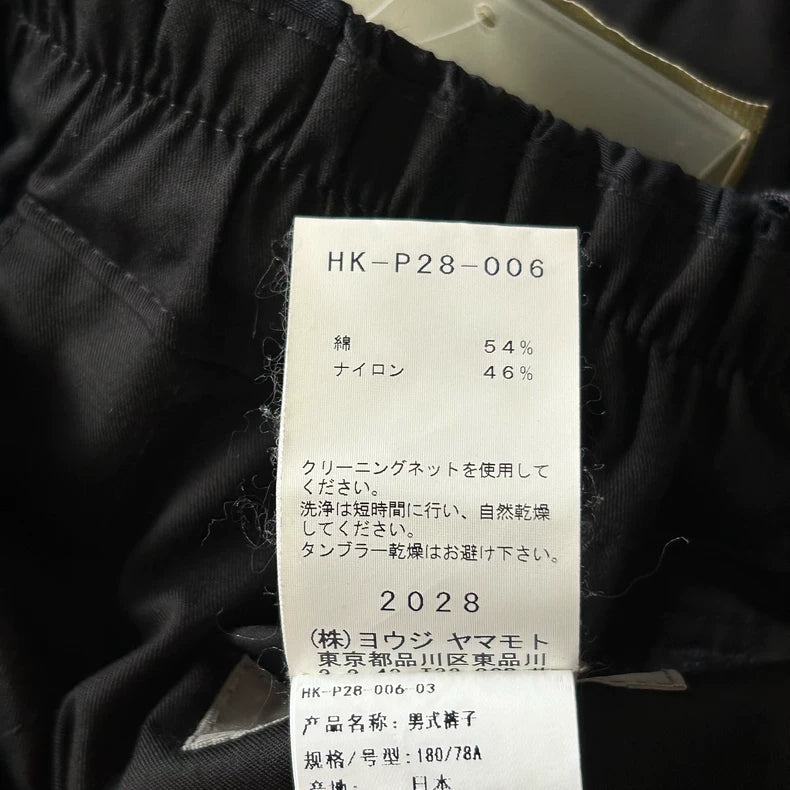 HK-P28-006
綿 54%
ナイロン 46%
クリーニングネットを使用して
ください。
洗浄は短時間に行い、自然乾燥
してください。
タンブラー乾燥はお避け下さい。
2028
(株)ヨウジ ヤマモト
東京都品川区東品川
HK-P28-006-03
产品名称: 男式裤子
规格/号型: 180/78A
产地: 日本